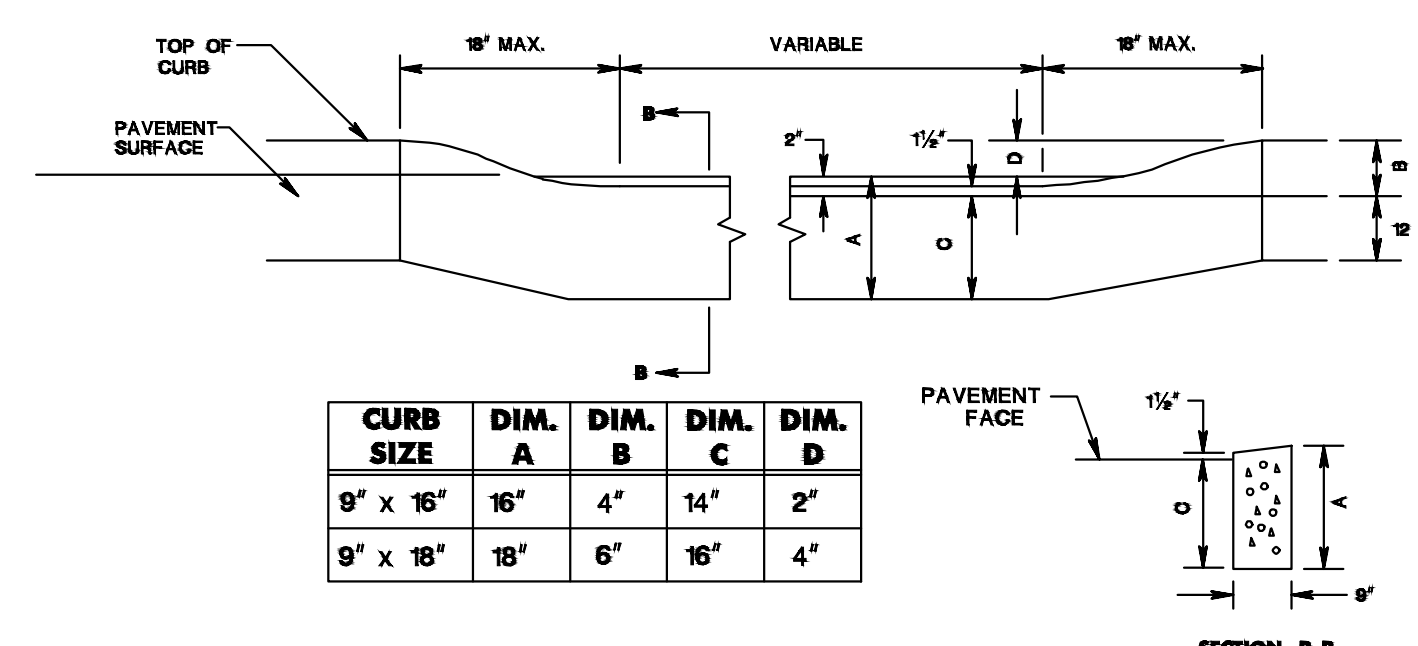 18" MAX.
VARIABLE
18" MAX.
TOP OF
CURB
B
PAVEMENT
SURFACE
2"
1½"
D
B
12
A
C
B
CURB SIZE DIM. A DIM. B DIM. C DIM. D
9" x 16" 16" 4" 14" 2"
9" x 18" 18" 6" 16" 4"
PAVEMENT
FACE
1½"
C
A
9"
SECTION B-B